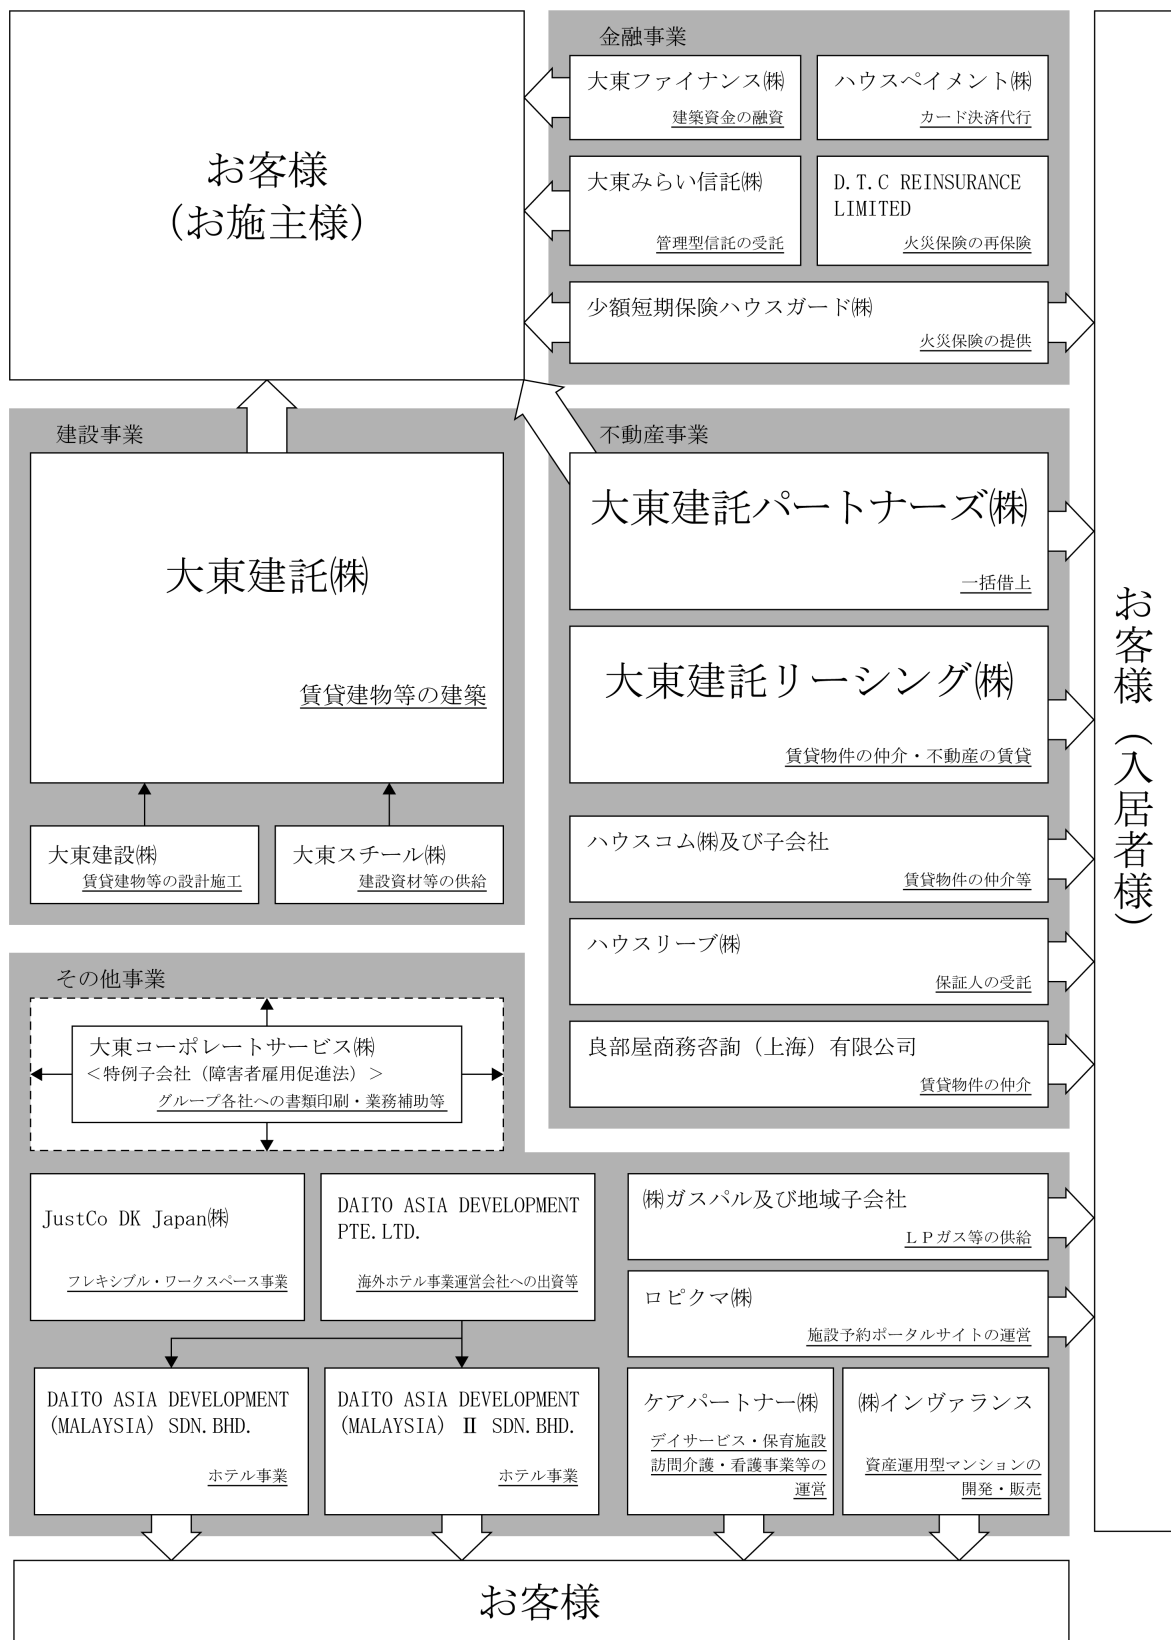 お客様
（お施主様）
金融事業
大東ファイナンス㈱
建築資金の融資
ハウスペイメント㈱
カード決済代行
大東みらい信託㈱
管理型信託の受託
D.T.C REINSURANCE
LIMITED
火災保険の再保険
少額短期保険ハウスガード㈱
火災保険の提供
建設事業
大東建託㈱
賃貸建物等の建築
大東建設㈱
賃貸建物等の設計施工
大東スチール㈱
建設資材等の供給
不動産事業
大東建託パートナーズ㈱
一括借上
大東建託リーシング㈱
賃貸物件の仲介・不動産の賃貸
ハウスコム㈱及び子会社
賃貸物件の仲介等
ハウスリーブ㈱
保証人の受託
良部屋商務咨詢（上海）有限公司
賃貸物件の仲介
お客様（入居者様）
その他事業
大東コーポレートサービス㈱
＜特例子会社（障害者雇用促進法）＞
グループ各社への書類印刷・業務補助等
JustCo DK Japan㈱
フレキシブル・ワークスペース事業
DAITO ASIA DEVELOPMENT
PTE.LTD.
海外ホテル事業運営会社への出資等
㈱ガスパル及び地域子会社
ＬＰガス等の供給
ロピクマ㈱
施設予約ポータルサイトの運営
DAITO ASIA DEVELOPMENT
(MALAYSIA) SDN.BHD.
ホテル事業
DAITO ASIA DEVELOPMENT
(MALAYSIA) Ⅱ SDN.BHD.
ホテル事業
ケアパートナー㈱
デイサービス・保育施設
訪問介護・看護事業等の
運営
㈱インヴァランス
資産運用型マンションの
開発・販売
お客様